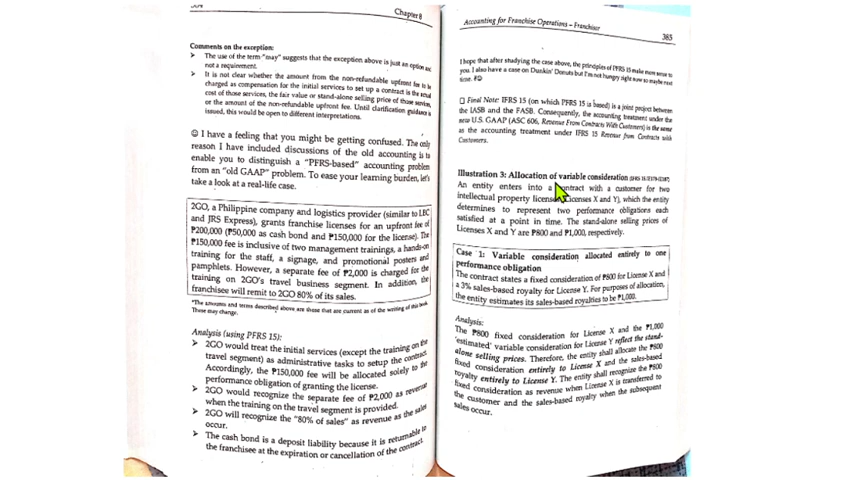 Chapter 8
Comments on the exception:
➤ The use of the term "may" suggests that the exception above is just an option and
not a requirement.
➤ It is not clear whether the amount from the non-refundable upfront fee to be
charged as compensation for the initial services to set up a contract is the actual
cost of those services, the fair value or stand-alone selling price of those services,
or the amount of the non-refundable upfront fee. Until clarification guidance is
issued, this would be open to different interpretations.
☺ I have a feeling that you might be getting confused. The only
reason I have included discussions of the old accounting is to
enable you to distinguish a "PFRS-based" accounting problem
from an "old GAAP" problem. To ease your learning burden, let's
take a look at a real-life case.
2GO, a Philippine company and logistics provider (similar to LBC
and JRS Express), grants franchise licenses for an upfront fee of
₱200,000 (₱50,000 as cash bond and ₱150,000 for the license). The
₱150,000 fee is inclusive of two management trainings, a hands-on
training for the staff, a signage, and promotional posters and
pamphlets. However, a separate fee of ₱2,000 is charged for the
training on 2GO's travel business segment. In addition, the
franchisee will remit to 2GO 80% of its sales.
*The amounts and terms described above are those that are current as of the writing of this book.
These may change.
Analysis (using PFRS 15):
➤ 2GO would treat the initial services (except the training on the
travel segment) as administrative tasks to setup the contract.
Accordingly, the ₱150,000 fee will be allocated solely to the
performance obligation of granting the license.
➤ 2GO would recognize the separate fee of ₱2,000 as revenue
when the training on the travel segment is provided.
➤ 2GO will recognize the "80% of sales" as revenue as the sales
occur.
➤ The cash bond is a deposit liability because it is returnable to
the franchisee at the expiration or cancellation of the contract.
Accounting for Franchise Operations – Franchisor
385
I hope that after studying the case above, the principles of PFRS 15 make more sense to
you. I also have a case on Dunkin' Donuts but I'm not hungry right now so maybe next
time.
❑ Final Note: IFRS 15 (on which PFRS 15 is based) is a joint project between
the IASB and the FASB. Consequently, the accounting treatment under the
new U.S. GAAP (ASC 606, Revenue From Contracts With Customers) is the same
as the accounting treatment under IFRS 15 Revenue from Contracts with
Customers.
Illustration 3: Allocation of variable consideration
An entity enters into a contract with a customer for two
intellectual property licenses (Licenses X and Y), which the entity
determines to represent two performance obligations each
satisfied at a point in time. The stand-alone selling prices of
Licenses X and Y are ₱800 and ₱1,000, respectively.
Case 1: Variable consideration allocated entirely to one
performance obligation
The contract states a fixed consideration of ₱800 for License X and
a 3% sales-based royalty for License Y. For purposes of allocation,
the entity estimates its sales-based royalties to be ₱1,000.
Analysis:
The ₱800 fixed consideration for License X and the ₱1,000
'estimated' variable consideration for License Y reflect the stand-
alone selling prices. Therefore, the entity shall allocate the ₱800
fixed consideration entirely to License X and the sales-based
royalty entirely to License Y. The entity shall recognize the ₱800
fixed consideration as revenue when License X is transferred to
the customer and the sales-based royalty when the subsequent
sales occur.